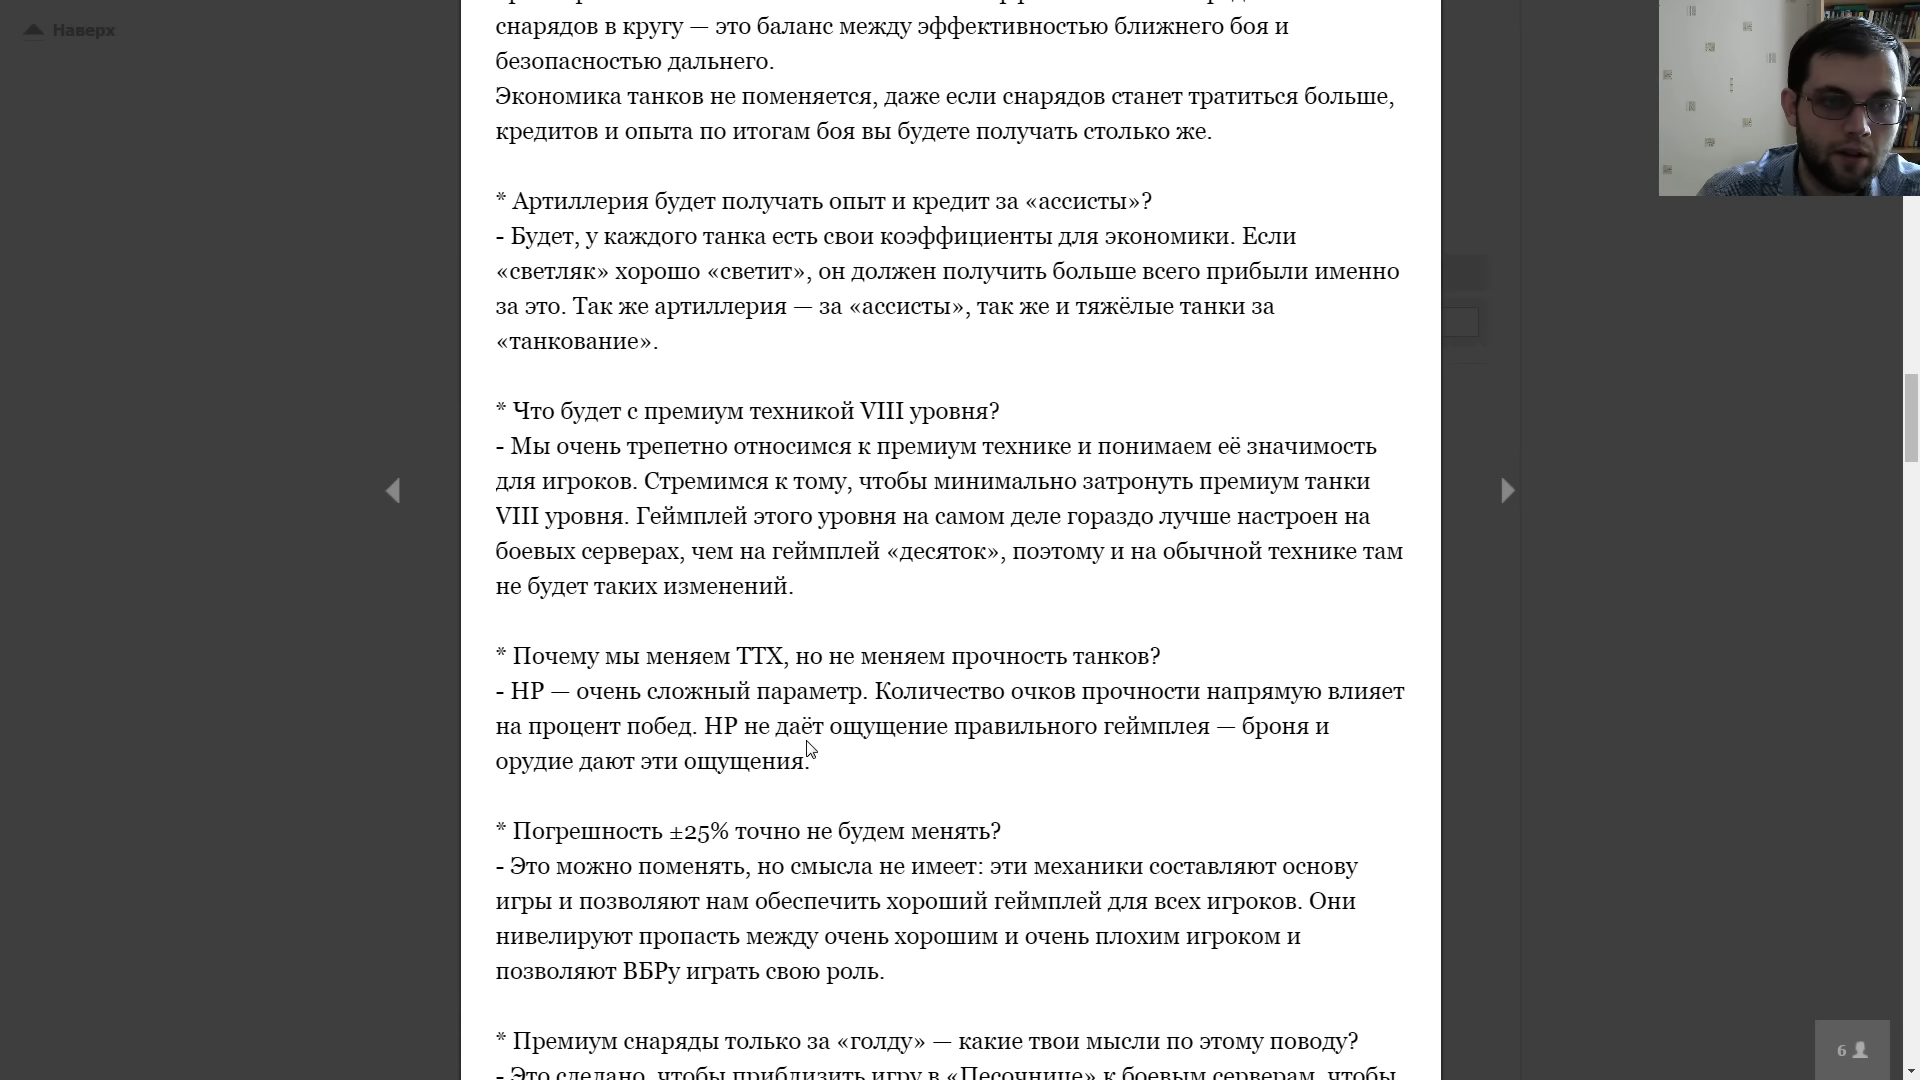 Наверх
снарядов в кругу — это баланс между эффективностью ближнего боя и
безопасностью дальнего.
Экономика танков не поменяется, даже если снарядов станет тратиться больше,
кредитов и опыта по итогам боя вы будете получать столько же.
* Артиллерия будет получать опыт и кредит за «ассисты»?
- Будет, у каждого танка есть свои коэффициенты для экономики. Если
«светляк» хорошо «светит», он должен получить больше всего прибыли именно
за это. Так же артиллерия — за «ассисты», так же и тяжёлые танки за
«танкование».
* Что будет с премиум техникой VIII уровня?
- Мы очень трепетно относимся к премиум технике и понимаем её значимость
для игроков. Стремимся к тому, чтобы минимально затронуть премиум танки
VIII уровня. Геймплей этого уровня на самом деле гораздо лучше настроен на
боевых серверах, чем на геймплей «десяток», поэтому и на обычной технике там
не будет таких изменений.
* Почему мы меняем ТТХ, но не меняем прочность танков?
- HP — очень сложный параметр. Количество очков прочности напрямую влияет
на процент побед. HP не даёт ощущение правильного геймплея — броня и
орудие дают эти ощущения.
* Погрешность ±25% точно не будем менять?
- Это можно поменять, но смысла не имеет: эти механики составляют основу
игры и позволяют нам обеспечить хороший геймплей для всех игроков. Они
нивелируют пропасть между очень хорошим и очень плохим игроком и
позволяют ВБРу играть свою роль.
* Премиум снаряды только за «голду» — какие твои мысли по этому поводу?
- Это сделано, чтобы приблизить игру в «Песочнице» к боевым серверам, чтобы
6